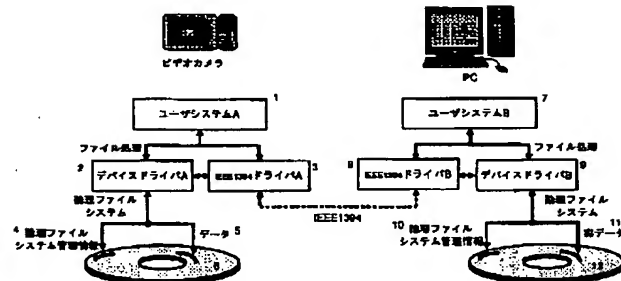 ビデオカメラ
PC
1
ユーザシステムA
7
ユーザシステムB
ファイル処理
ファイル処理
2
デバイスドライバA
3
IEEE1394ドライバA
8
IEEE1394ドライバB
9
デバイスドライバB
IEEE1394
論理ファイル
システム
論理ファイル
システム
4 論理ファイル
システム管理情報
データ 5
10 論理ファイル
システム管理情報
11
データ
6
12